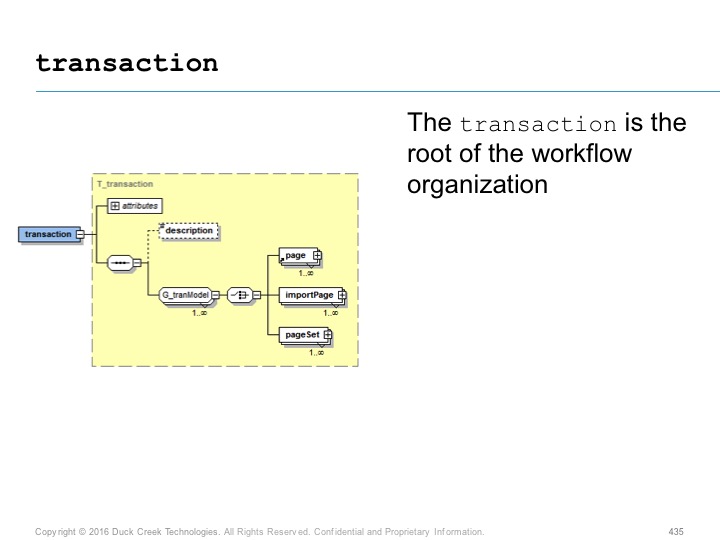 transaction
The transaction is the
root of the workflow
organization
T_transaction
attributes
transaction
description
page
1..∞
G_tranModel
importPage
1..∞
1..∞
pageSet
1..∞
Copyright © 2016 Duck Creek Technologies. All Rights Reserved. Confidential and Proprietary Information.
435